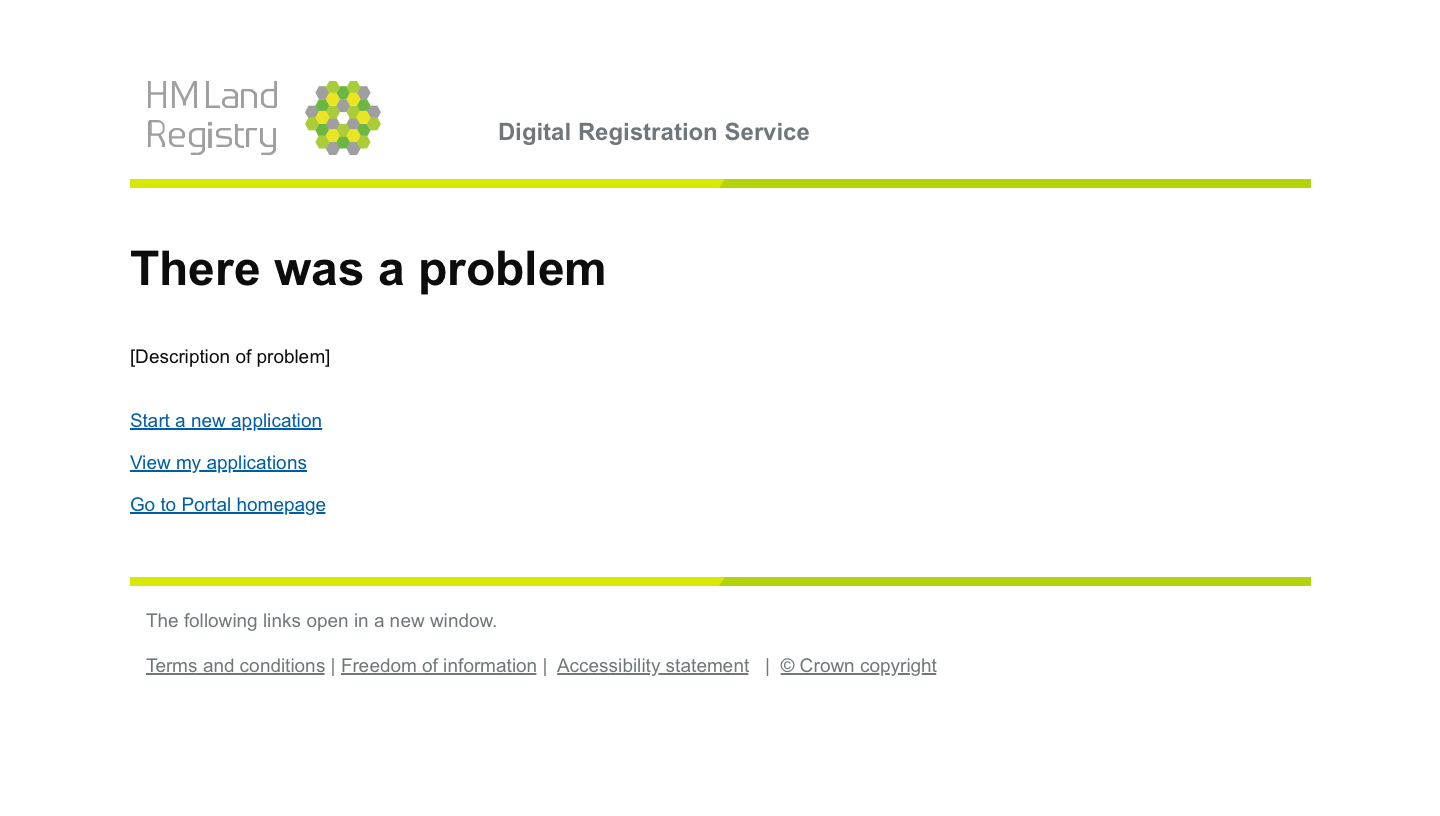 HM Land
Registry
Digital Registration Service
There was a problem
[Description of problem]
Start a new application
View my applications
Go to Portal homepage
The following links open in a new window.
Terms and conditions | Freedom of information | Accessibility statement | © Crown copyright